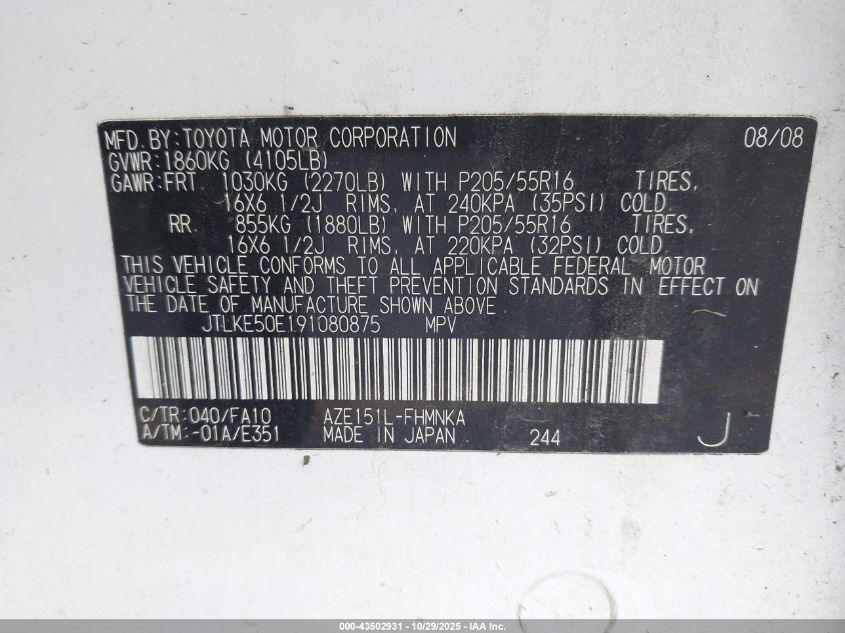 MFD.BY:TOYOTA MOTOR CORPORATION 08/08
GVWR:1860KG (4105LB)
GAWR:FRT 1030KG (2270LB) WITH P205/55R16 TIRES,
16X6 1/2J RIMS, AT 240KPA (35PSI) COLD
RR 855KG (1880LB) WITH P205/55R16 TIRES,
16X6 1/2J RIMS, AT 220KPA (32PSI) COLD
THIS VEHICLE CONFORMS TO ALL APPLICABLE FEDERAL MOTOR
VEHICLE SAFETY AND THEFT PREVENTION STANDARDS IN EFFECT ON
THE DATE OF MANUFACTURE SHOWN ABOVE.
JTLKE50E191080875 MPV
C/TR:040/FA10 AZE151L-FHMNKA
A/TM:-01A/E351 MADE IN JAPAN 244 J
000-43502931 - 10/29/2025 - IAA Inc.